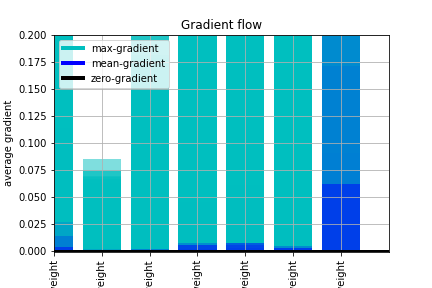 Gradient flow
max-gradient
mean-gradient
zero-gradient
average gradient
0.200
0.175
0.150
0.125
0.100
0.075
0.050
0.025
0.000
eight
eight
eight
eight
eight
eight
eight